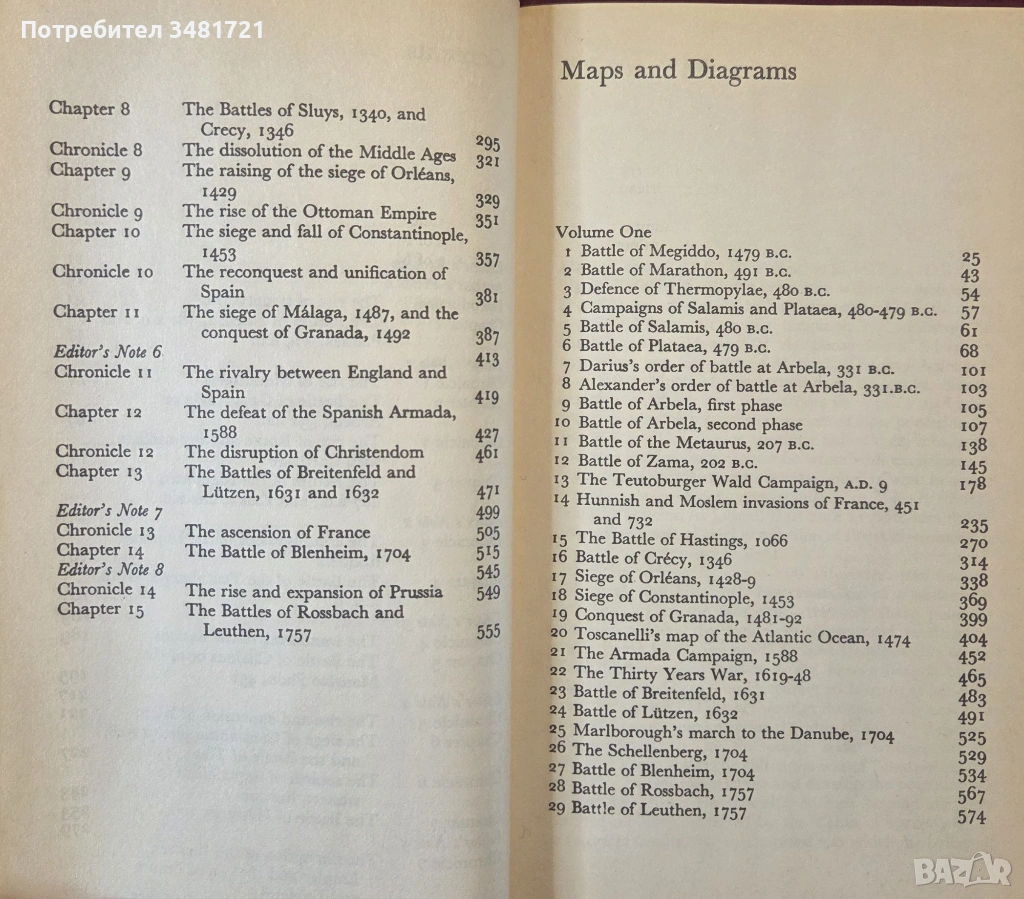 Потребител 3481721
Chapter 8 The Battles of Sluys, 1340, and
Crecy, 1346 295
Chronicle 8 The dissolution of the Middle Ages 321
Chapter 9 The raising of the siege of Orléans,
1429 329
Chronicle 9 The rise of the Ottoman Empire 351
Chapter 10 The siege and fall of Constantinople,
1453 357
Chronicle 10 The reconquest and unification of
Spain 381
Chapter 11 The siege of Málaga, 1487, and the
conquest of Granada, 1492 387
Editor's Note 6 413
Chronicle 11 The rivalry between England and
Spain 419
Chapter 12 The defeat of the Spanish Armada,
1588 427
Chronicle 12 The disruption of Christendom 461
Chapter 13 The Battles of Breitenfeld and
Lützen, 1631 and 1632 471
Editor's Note 7 499
Chronicle 13 The ascension of France 505
Chapter 14 The Battle of Blenheim, 1704 515
Editor's Note 8 545
Chronicle 14 The rise and expansion of Prussia 549
Chapter 15 The Battles of Rossbach and
Leuthen, 1757 555
Maps and Diagrams
Volume One
1 Battle of Megiddo, 1479 B.C. 25
2 Battle of Marathon, 491 B.C. 43
3 Defence of Thermopylae, 480 B.C. 54
4 Campaigns of Salamis and Plataea, 480-479 B.C. 57
5 Battle of Salamis, 480 B.C. 61
6 Battle of Plataea, 479 B.C. 68
7 Darius's order of battle at Arbela, 331 B.C. 101
8 Alexander's order of battle at Arbela, 331.B.C. 103
9 Battle of Arbela, first phase 105
10 Battle of Arbela, second phase 107
11 Battle of the Metaurus, 207 B.C. 138
12 Battle of Zama, 202 B.C. 145
13 The Teutoburger Wald Campaign, A.D. 9 178
14 Hunnish and Moslem invasions of France, 451
and 732 235
15 The Battle of Hastings, 1066 270
16 Battle of Crécy, 1346 314
17 Siege of Orléans, 1428-9 338
18 Siege of Constantinople, 1453 369
19 Conquest of Granada, 1481-92 399
20 Toscanelli's map of the Atlantic Ocean, 1474 404
21 The Armada Campaign, 1588 452
22 The Thirty Years War, 1619-48 465
23 Battle of Breitenfeld, 1631 483
24 Battle of Lützen, 1632 491
25 Marlborough's march to the Danube, 1704 525
26 The Schellenberg, 1704 529
27 Battle of Blenheim, 1704 534
28 Battle of Rossbach, 1757 567
29 Battle of Leuthen, 1757 574
BAZAR